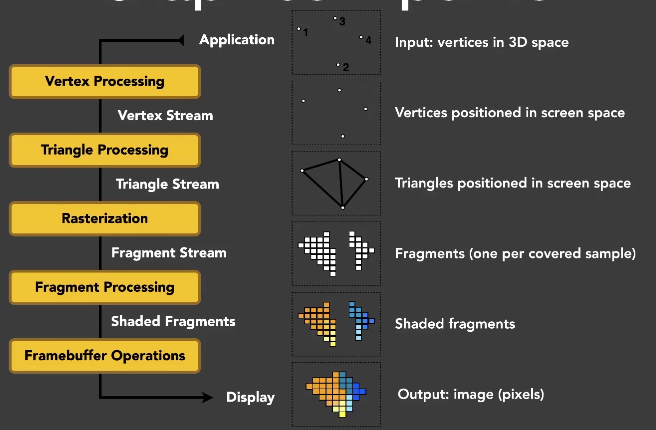 Application
1
3
4
2
Input: vertices in 3D space
Vertex Processing
Vertex Stream
Vertices positioned in screen space
Triangle Processing
Triangle Stream
Triangles positioned in screen space
Rasterization
Fragment Stream
Fragments (one per covered sample)
Fragment Processing
Shaded Fragments
Shaded fragments
Framebuffer Operations
Display
Output: image (pixels)